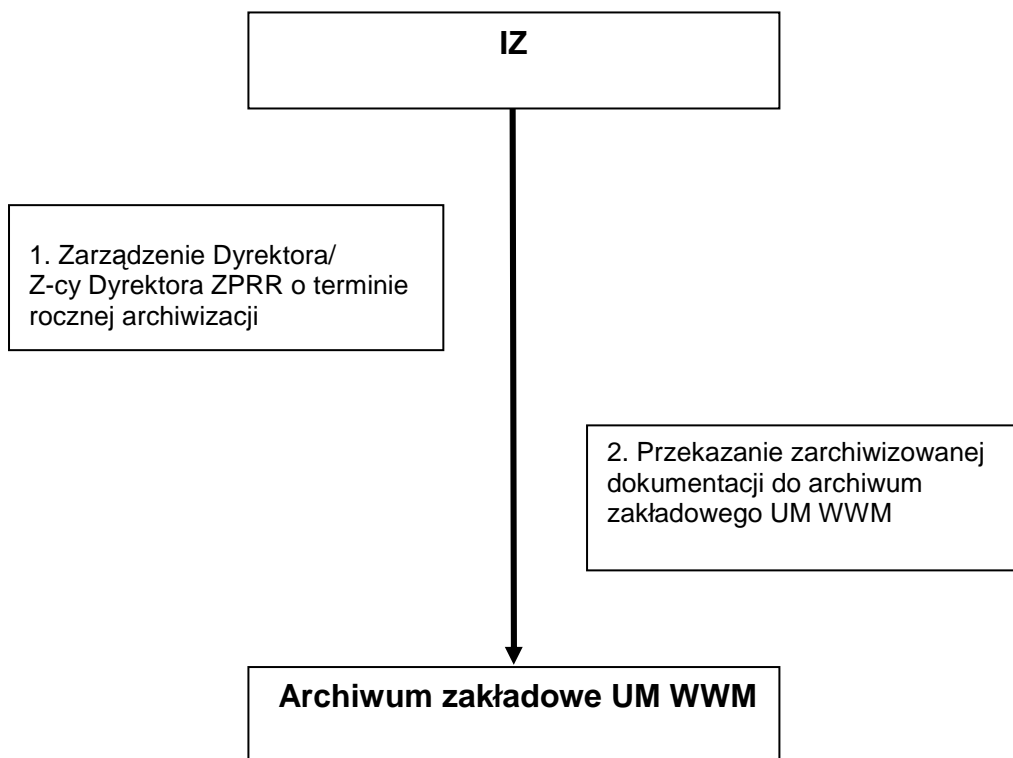 IZ
1. Zarządzenie Dyrektora/
Z-cy Dyrektora ZPRR o terminie
rocznej archiwizacji
2. Przekazanie zarchiwizowanej
dokumentacji do archiwum
zakładowego UM WWM
Archiwum zakładowe UM WWM